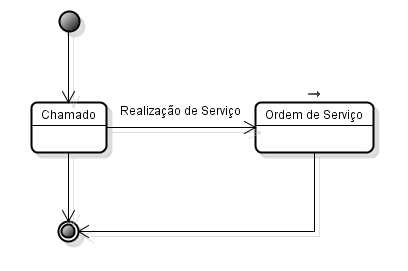 Chamado
Realização de Serviço
Ordem de Serviço